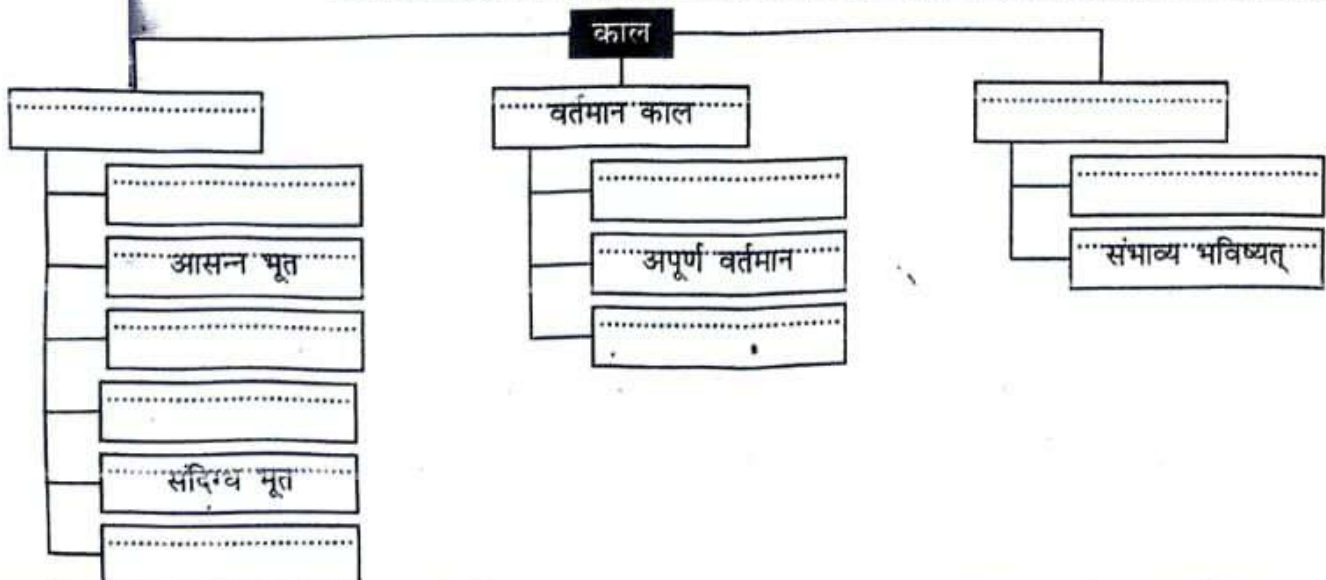 काल
वर्तमान काल
आसन्न भूत
अपूर्ण वर्तमान
संभाव्य भविष्यत्
संदिग्ध भूत